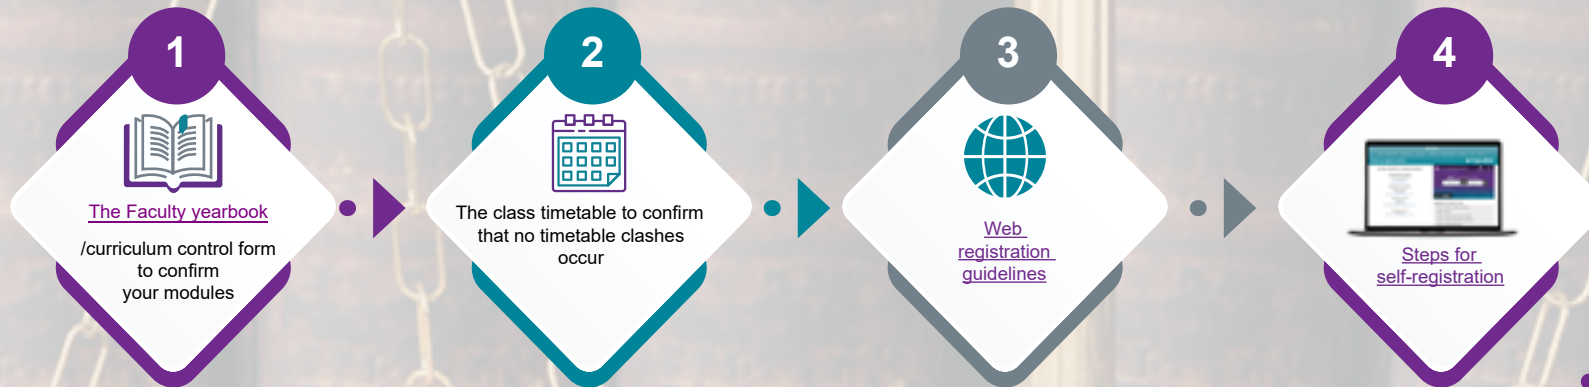 1
The Faculty yearbook
/curriculum control form
to confirm
your modules
2
The class timetable to confirm
that no timetable clashes
occur
3
Web
registration
guidelines
4
Steps for
self-registration